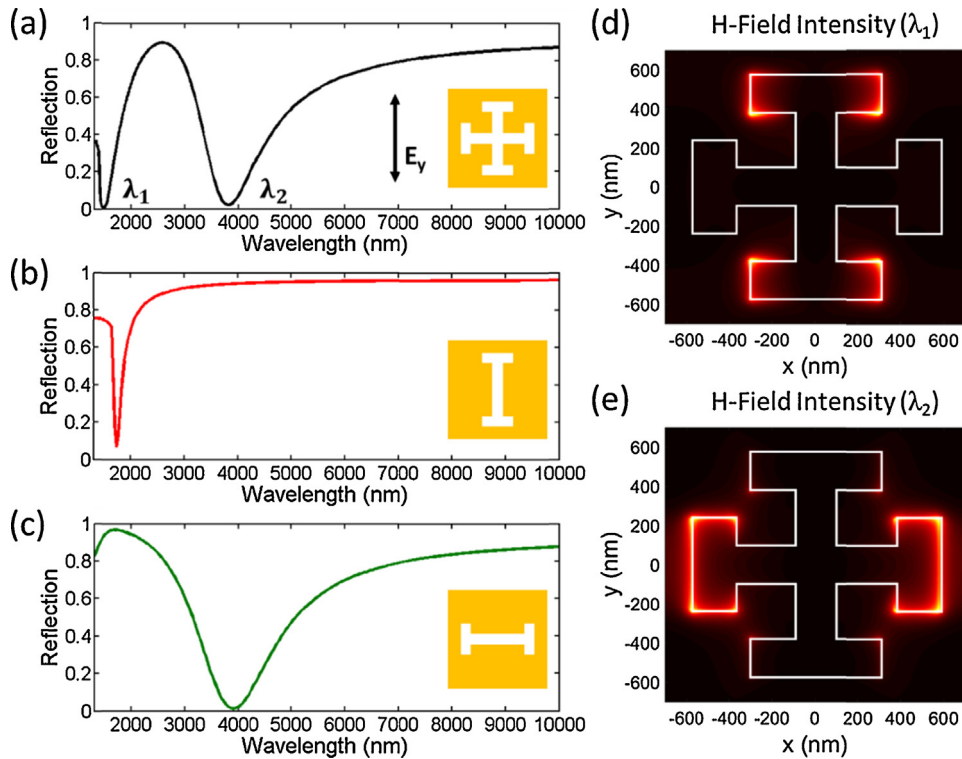 (a)
1
0.8
0.6
0.4
0.2
0
Reflection
λ1
λ2
Ey
2000 3000 4000 5000 6000 7000 8000 9000 10000
Wavelength (nm)
(b)
1
0.8
0.6
0.4
0.2
0
Reflection
2000 3000 4000 5000 6000 7000 8000 9000 10000
Wavelength (nm)
(c)
1
0.8
0.6
0.4
0.2
0
Reflection
2000 3000 4000 5000 6000 7000 8000 9000 10000
Wavelength (nm)
(d)
H-Field Intensity (λ1)
600
400
200
0
-200
-400
-600
y (nm)
-600 -400 -200 0 200 400 600
x (nm)
(e)
H-Field Intensity (λ2)
600
400
200
0
-200
-400
-600
y (nm)
-600 -400 -200 0 200 400 600
x (nm)